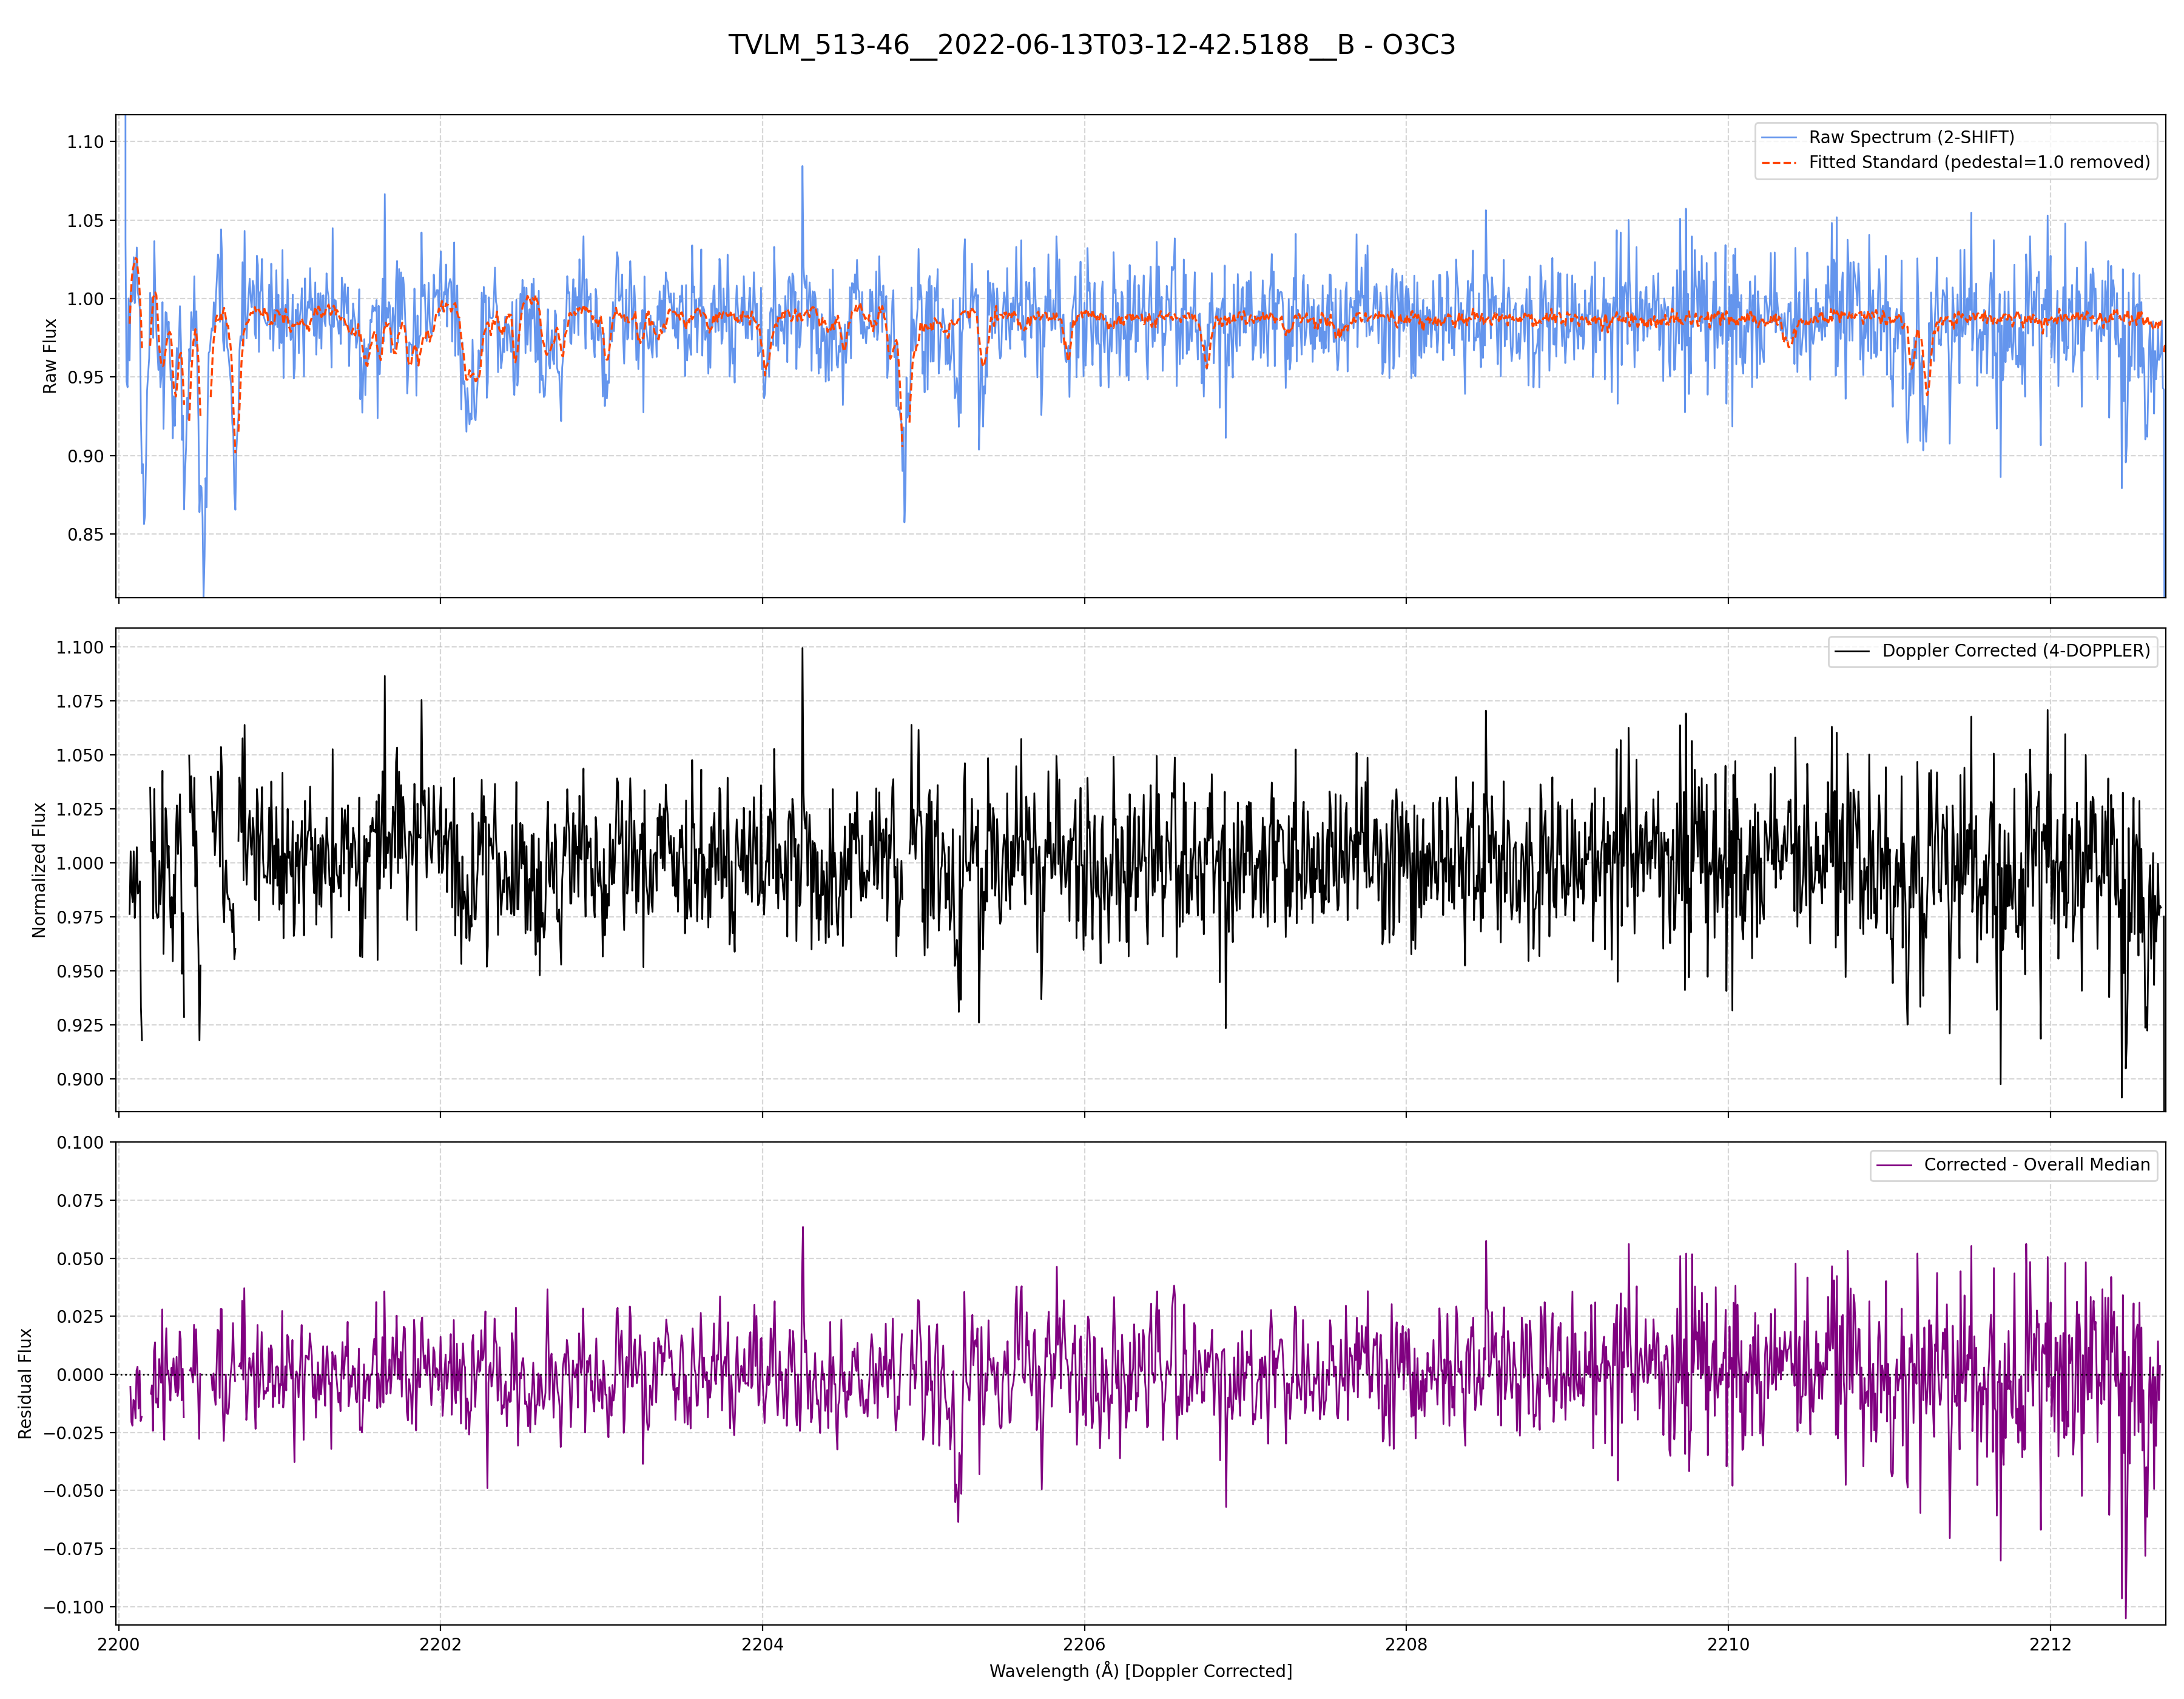 TVLM_513-46__2022-06-13T03-12-42.5188__B - O3C3
Raw Flux
1.10
1.05
1.00
0.95
0.90
0.85
Raw Spectrum (2-SHIFT)
Fitted Standard (pedestal=1.0 removed)
Normalized Flux
1.100
1.075
1.050
1.025
1.000
0.975
0.950
0.925
0.900
Doppler Corrected (4-DOPPLER)
Residual Flux
0.100
0.075
0.050
0.025
0.000
−0.025
−0.050
−0.075
−0.100
Corrected - Overall Median
2200 2202 2204 2206 2208 2210 2212
Wavelength (Å) [Doppler Corrected]